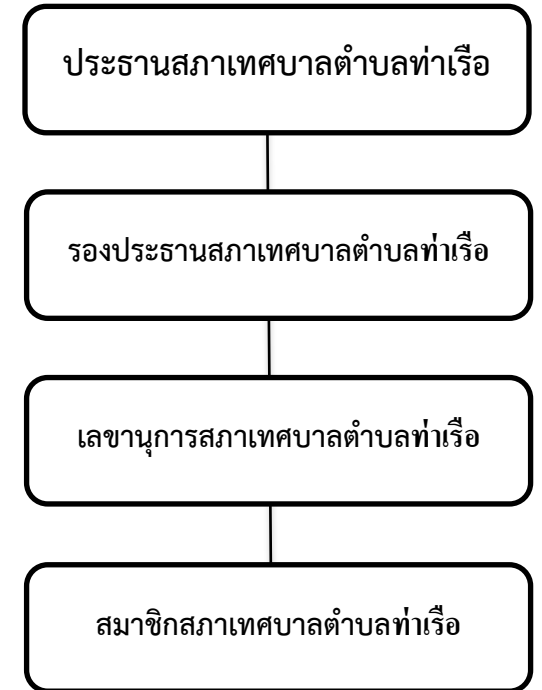 ประธานสภาเทศบาลตำบลท่าเรือ
รองประธานสภาเทศบาลตำบลท่าเรือ
เลขานุการสภาเทศบาลตำบลท่าเรือ
สมาชิกสภาเทศบาลตำบลท่าเรือ